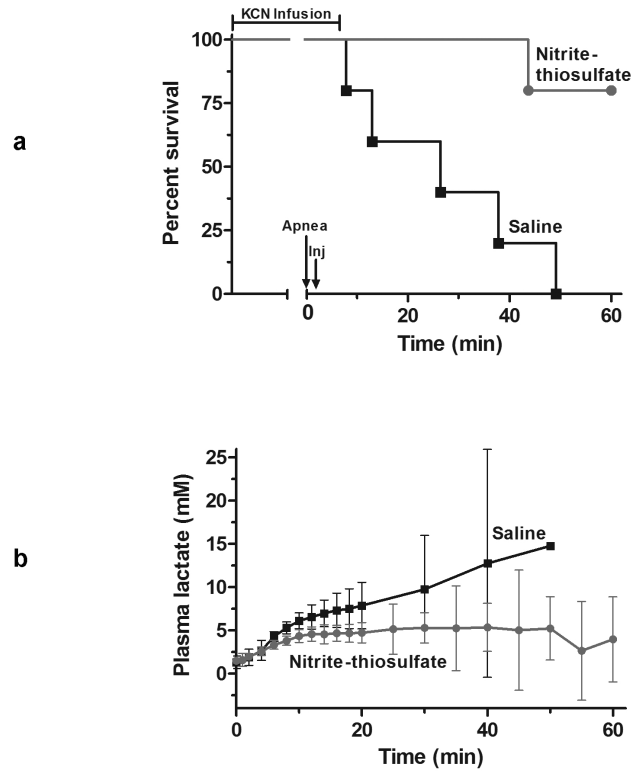 KCN Infusion
a
Percent survival
100
75
50
25
0
Nitrite-
thiosulfate
Apnea
Inj
Saline
0
20
40
60
Time (min)
b
Plasma lactate (mM)
25
20
15
10
5
0
Saline
Nitrite-thiosulfate
0
20
40
60
Time (min)